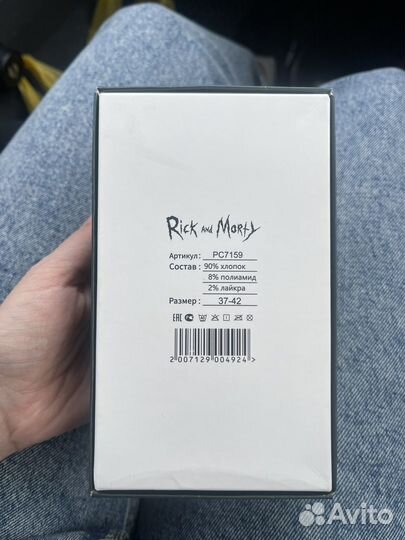 Rick and Morty
Артикул: PC7159
Состав : 90% хлопок
8% полиамид
2% лайкра
Размер : 37-42
EAC
2 007129 004924 >
Avito